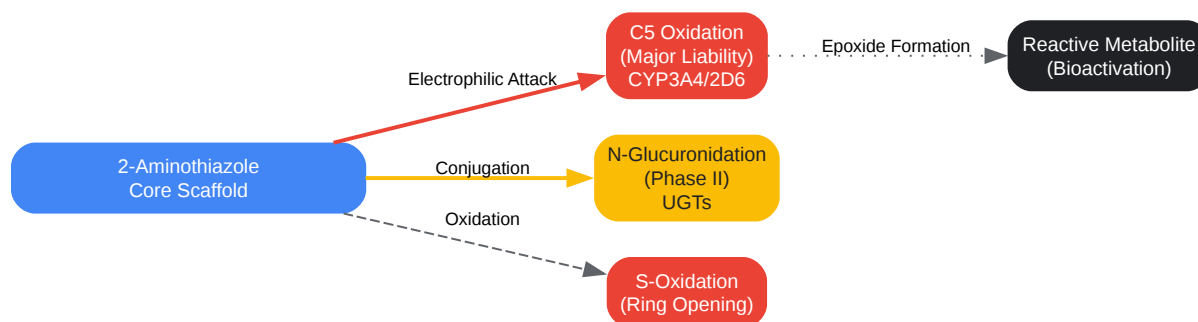 C5 Oxidation
(Major Liability)
CYP3A4/2D6
Epoxide Formation
Reactive Metabolite
(Bioactivation)
Electrophilic Attack
2-Aminothiazole
Core Scaffold
Conjugation
N-Glucuronidation
(Phase II)
UGTs
Oxidation
S-Oxidation
(Ring Opening)